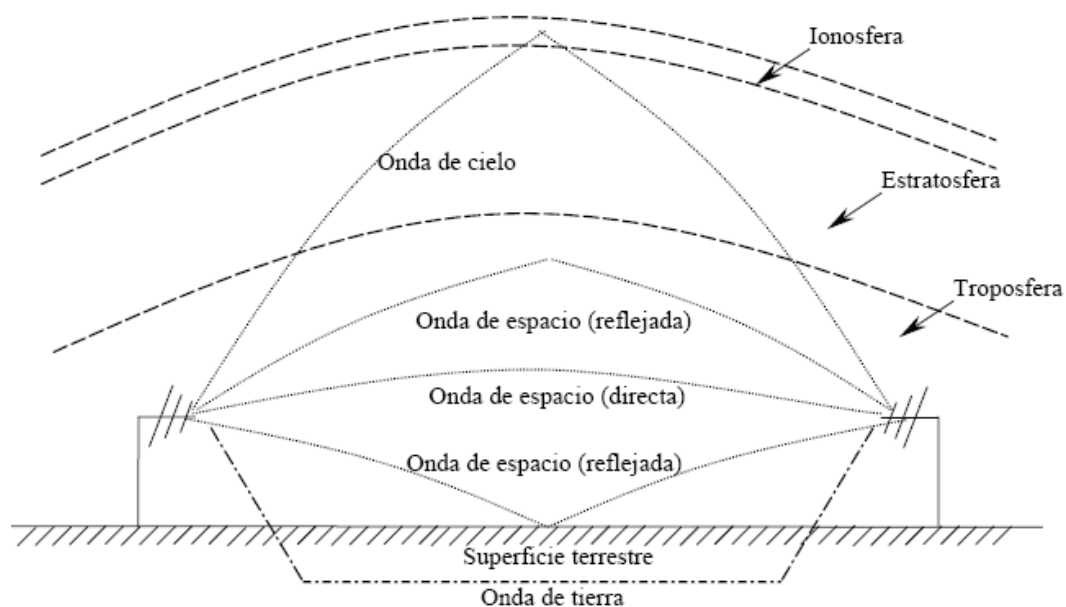 Ionosfera
Onda de cielo
Estratosfera
Troposfera
Onda de espacio (reflejada)
Onda de espacio (directa)
Onda de espacio (reflejada)
Superficie terrestre
Onda de tierra